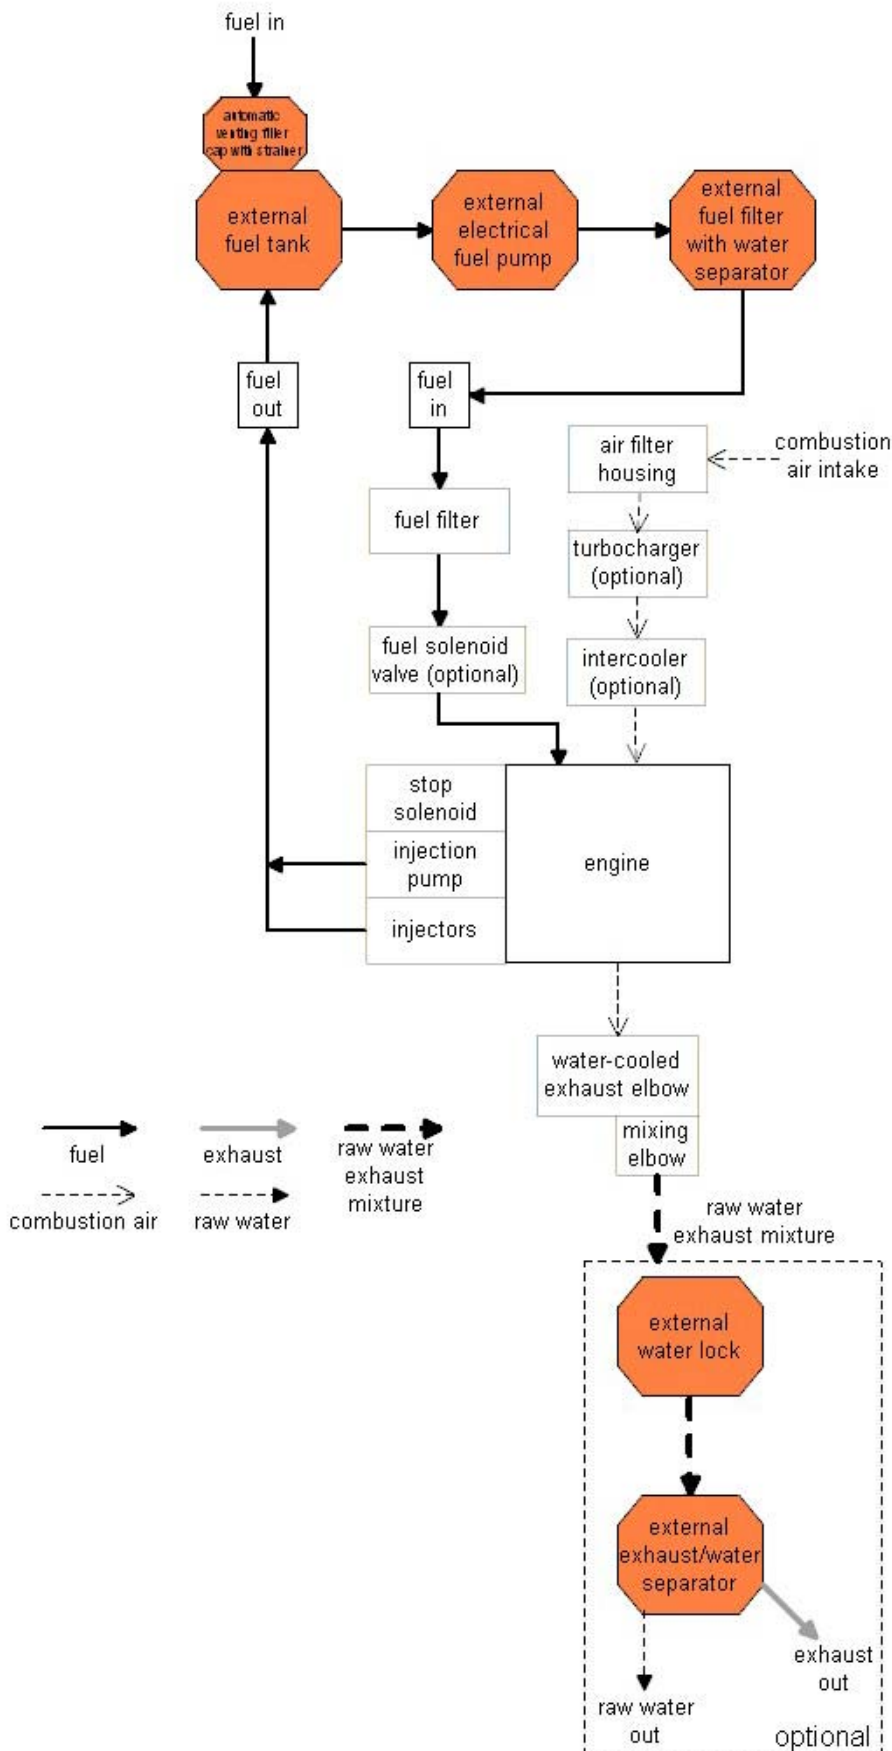 fuel in
automatic
venting filler
cap with strainer
external
fuel tank
external
electrical
fuel pump
external
fuel filter
with water
separator
fuel
out
fuel
in
air filter
housing
combustion
air intake
fuel filter
turbocharger
(optional)
fuel solenoid
valve (optional)
intercooler
(optional)
stop
solenoid
injection
pump
injectors
engine
water-cooled
exhaust elbow
mixing
elbow
fuel
exhaust
raw water
exhaust
mixture
combustion air
raw water
raw water
exhaust mixture
external
water lock
external
exhaust/water
separator
exhaust
out
raw water
out
optional